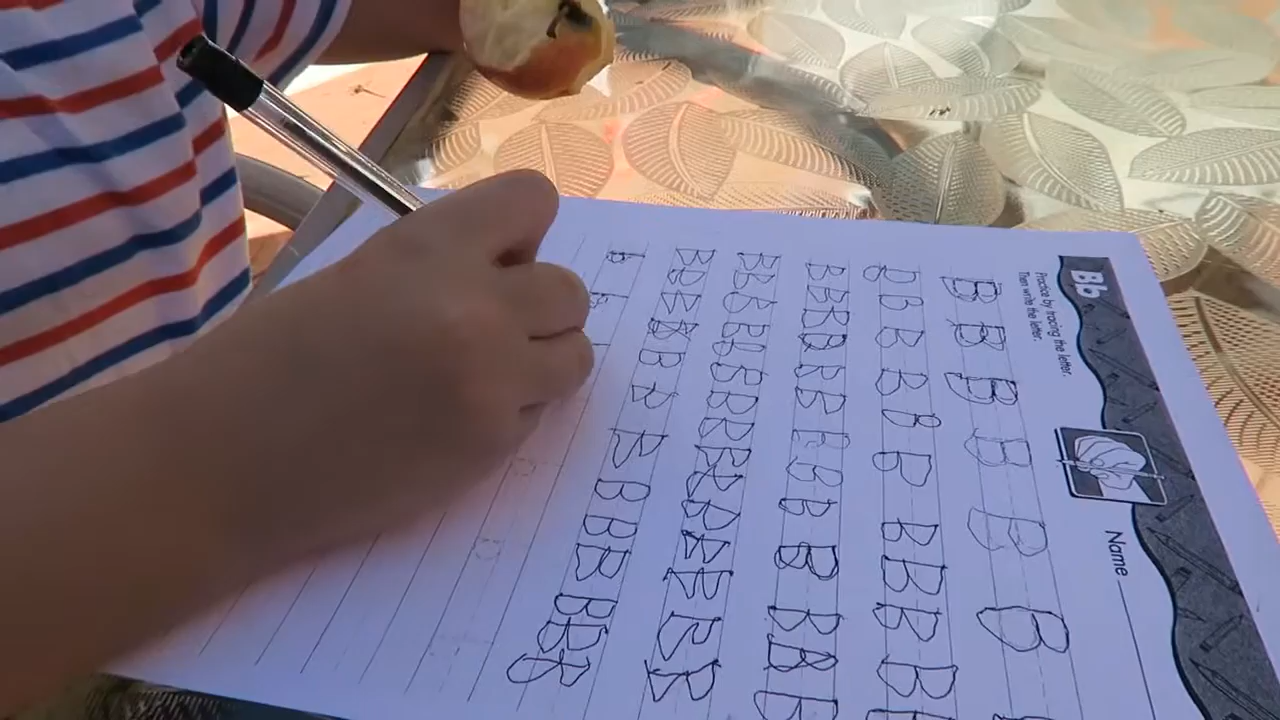 Bb
Name
Practice by tracing the letter.
Then write the letter.
B B B B B B
B B B B B B B B B B
B B B B B B B B B B B B B
B B B B B B B B B B B B B B B
B B B B B B B B B B B B B
b b